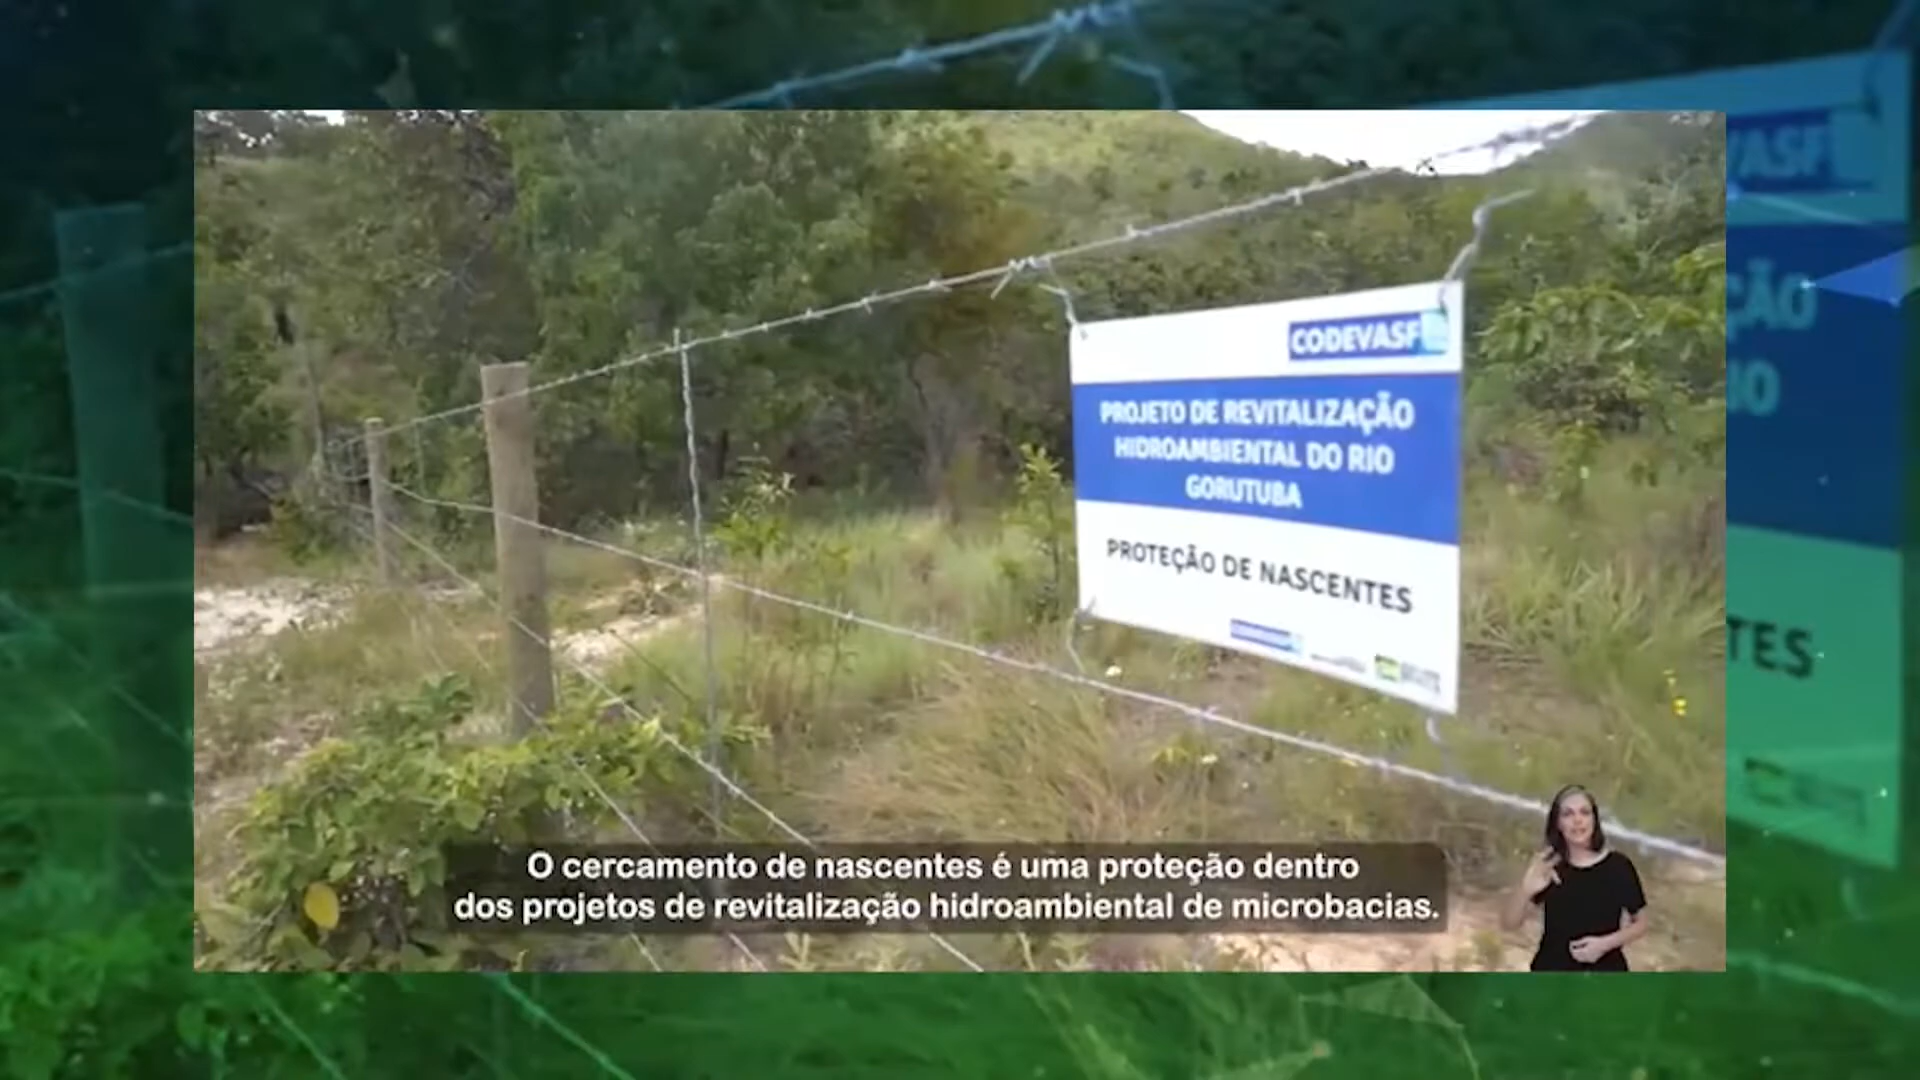 CODEVASF
PROJETO DE REVITALIZAÇÃO
HIDROAMBIENTAL DO RIO
GORUTUBA
PROTEÇÃO DE NASCENTES
O cercamento de nascentes é uma proteção dentro
dos projetos de revitalização hidroambiental de microbacias.